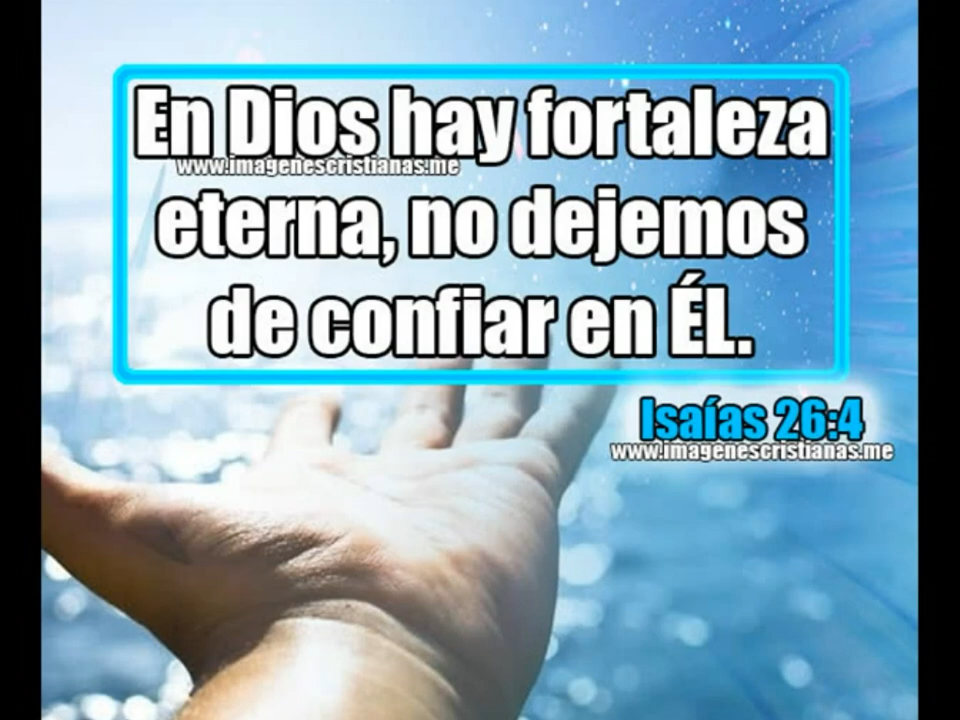 En Dios hay fortaleza
www.imagenescristianas.me
eterna, no dejemos
de confiar en ÉL.
Isaías 26:4
www.imagenescristianas.me